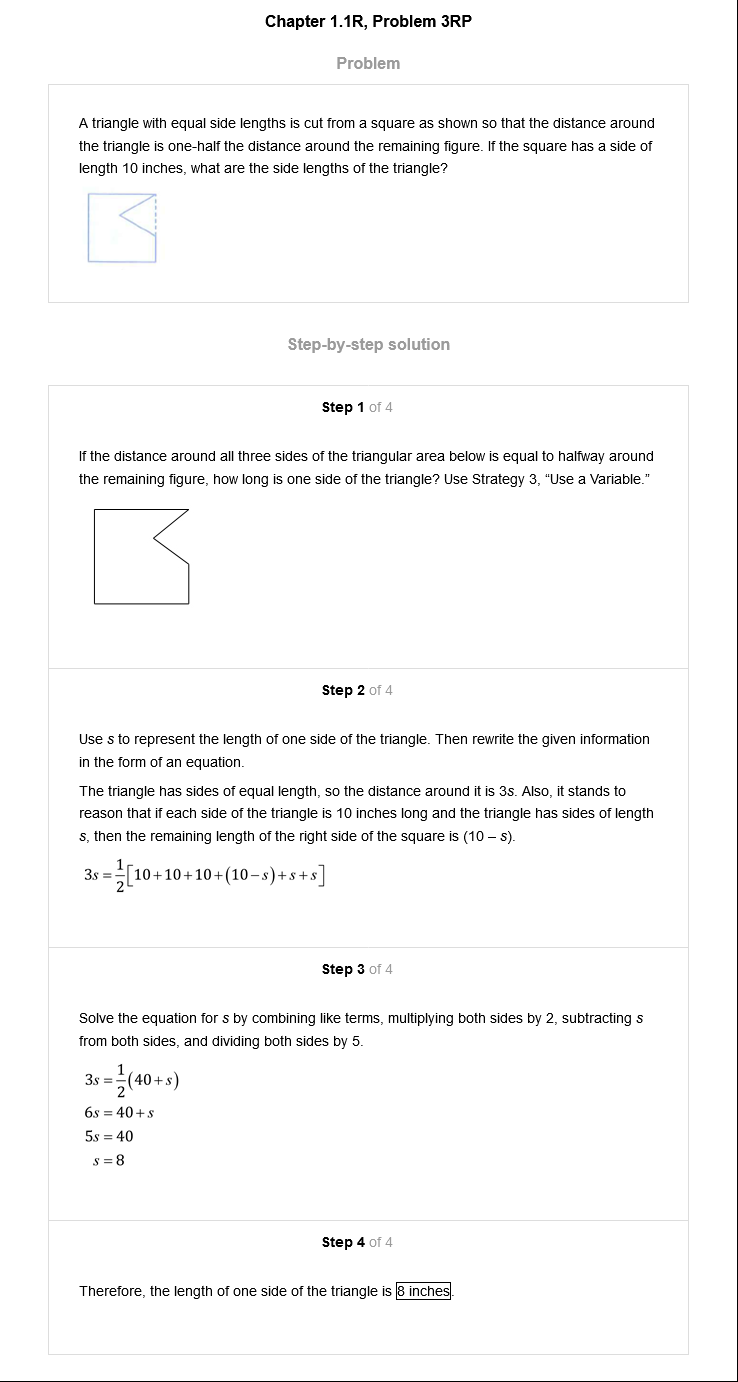 Chapter 1.1R, Problem 3RP
Problem
A triangle with equal side lengths is cut from a square as shown so that the distance around
the triangle is one-half the distance around the remaining figure. If the square has a side of
length 10 inches, what are the side lengths of the triangle?
Step-by-step solution
Step 1 of 4
If the distance around all three sides of the triangular area below is equal to halfway around
the remaining figure, how long is one side of the triangle? Use Strategy 3, “Use a Variable.”
Step 2 of 4
Use s to represent the length of one side of the triangle. Then rewrite the given information
in the form of an equation.
The triangle has sides of equal length, so the distance around it is 3s. Also, it stands to
reason that if each side of the triangle is 10 inches long and the triangle has sides of length
s, then the remaining length of the right side of the square is (10 – s).
3s = 1/2[10+10+10+(10−s)+s+s]
Step 3 of 4
Solve the equation for s by combining like terms, multiplying both sides by 2, subtracting s
from both sides, and dividing both sides by 5.
3s = 1/2(40+s)
6s = 40+s
5s = 40
s = 8
Step 4 of 4
Therefore, the length of one side of the triangle is 8 inches.